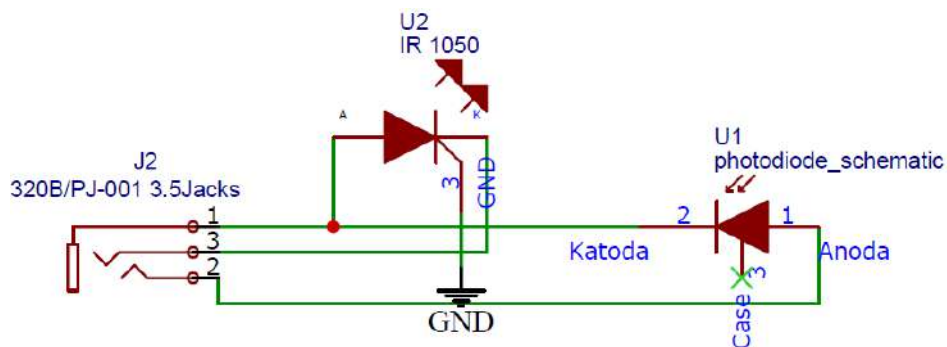 U2
IR 1050
A
K
3
GND
J2
320B/PJ-001 3.5Jacks
1
3
2
U1
photodiode_schematic
2
1
Katoda
Anoda
3
Case
GND